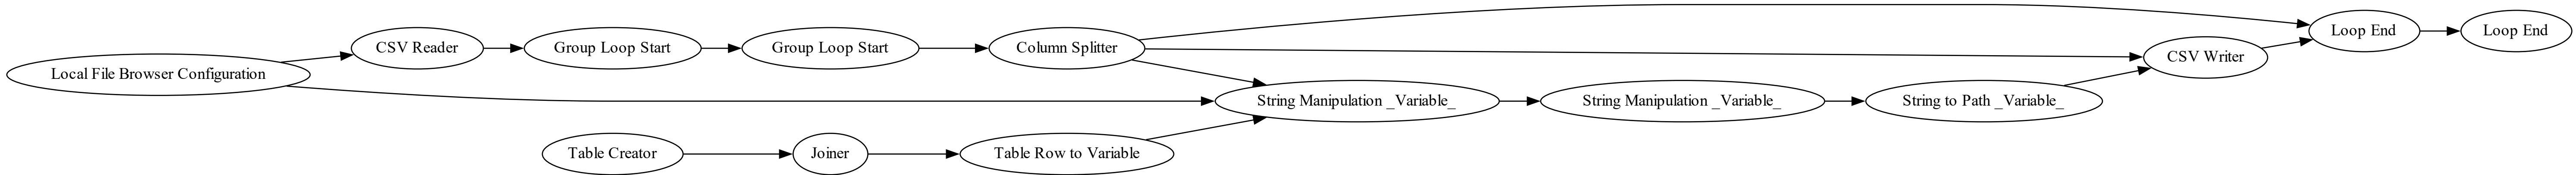 Local File Browser Configuration
CSV Reader
Group Loop Start
Group Loop Start
Column Splitter
String Manipulation _Variable_
String Manipulation _Variable_
String to Path _Variable_
CSV Writer
Loop End
Loop End
Table Creator
Joiner
Table Row to Variable